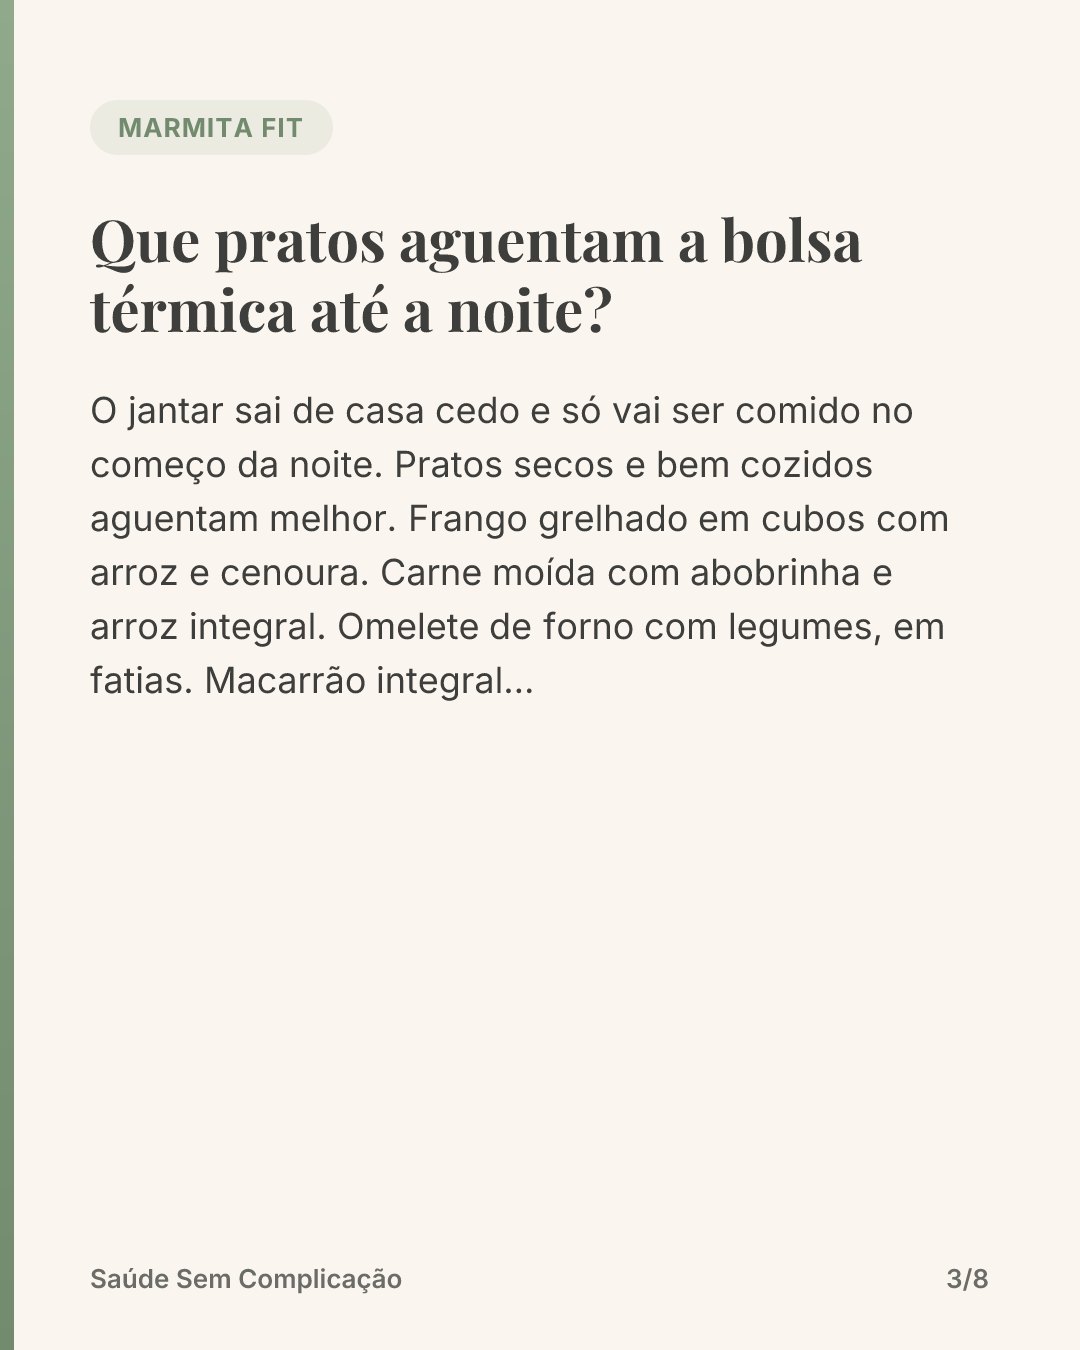 MARMITA FIT
Que pratos aguentam a bolsa
térmica até a noite?
O jantar sai de casa cedo e só vai ser comido no
começo da noite. Pratos secos e bem cozidos
aguentam melhor. Frango grelhado em cubos com
arroz e cenoura. Carne moída com abobrinha e
arroz integral. Omelete de forno com legumes, em
fatias. Macarrão integral...
Saúde Sem Complicação
3/8